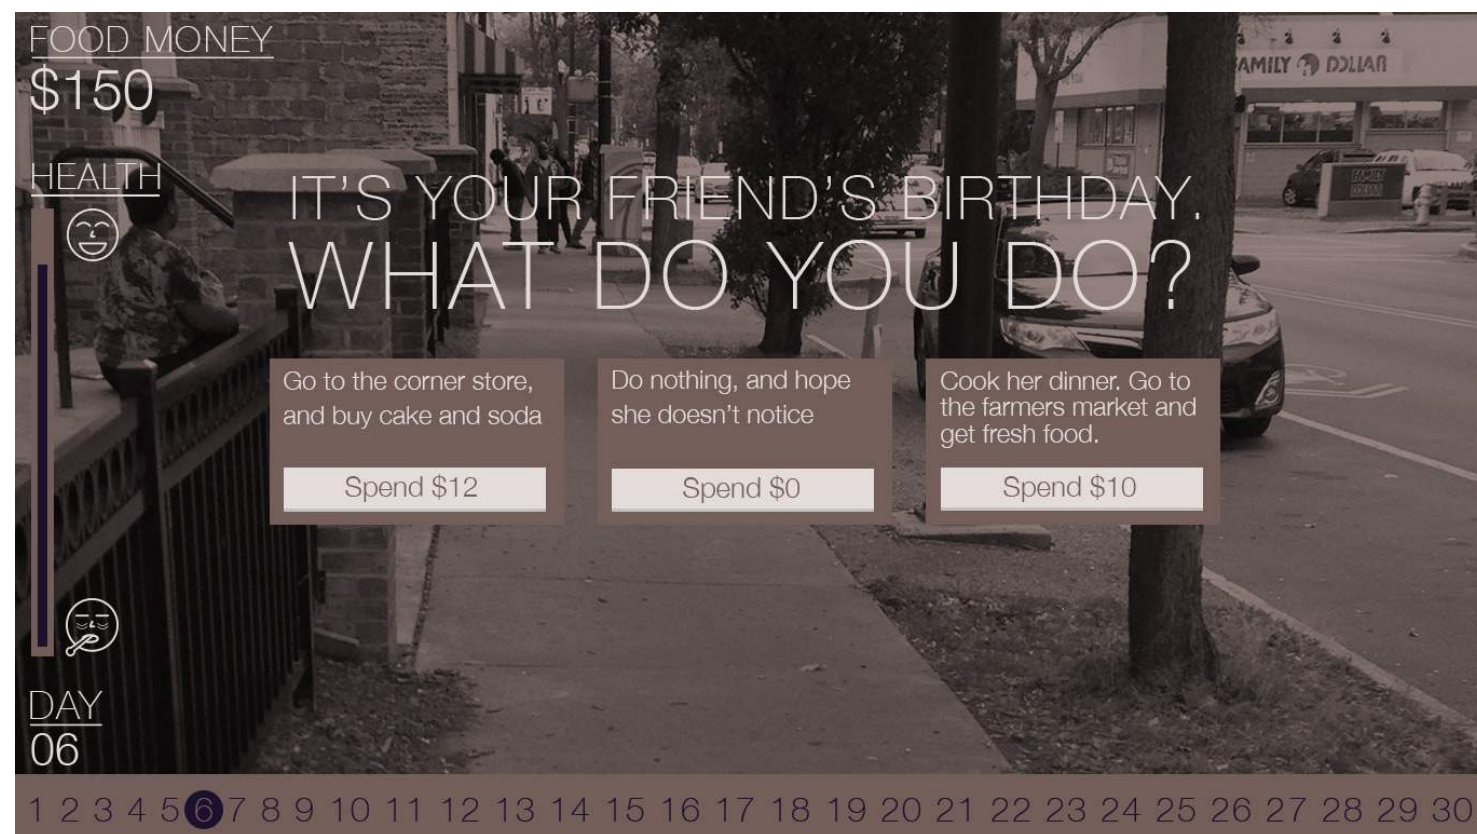 FOOD MONEY
$150
HEALTH
AMILY DOLLAR
FAMILY
DOLLAR
IT'S YOUR FRIEND'S BIRTHDAY.
WHAT DO YOU DO?
Go to the corner store,
and buy cake and soda
Spend $12
Do nothing, and hope
she doesn't notice
Spend $0
Cook her dinner. Go to
the farmers market and
get fresh food.
Spend $10
DAY
06
1 2 3 4 5 6 7 8 9 10 11 12 13 14 15 16 17 18 19 20 21 22 23 24 25 26 27 28 29 30